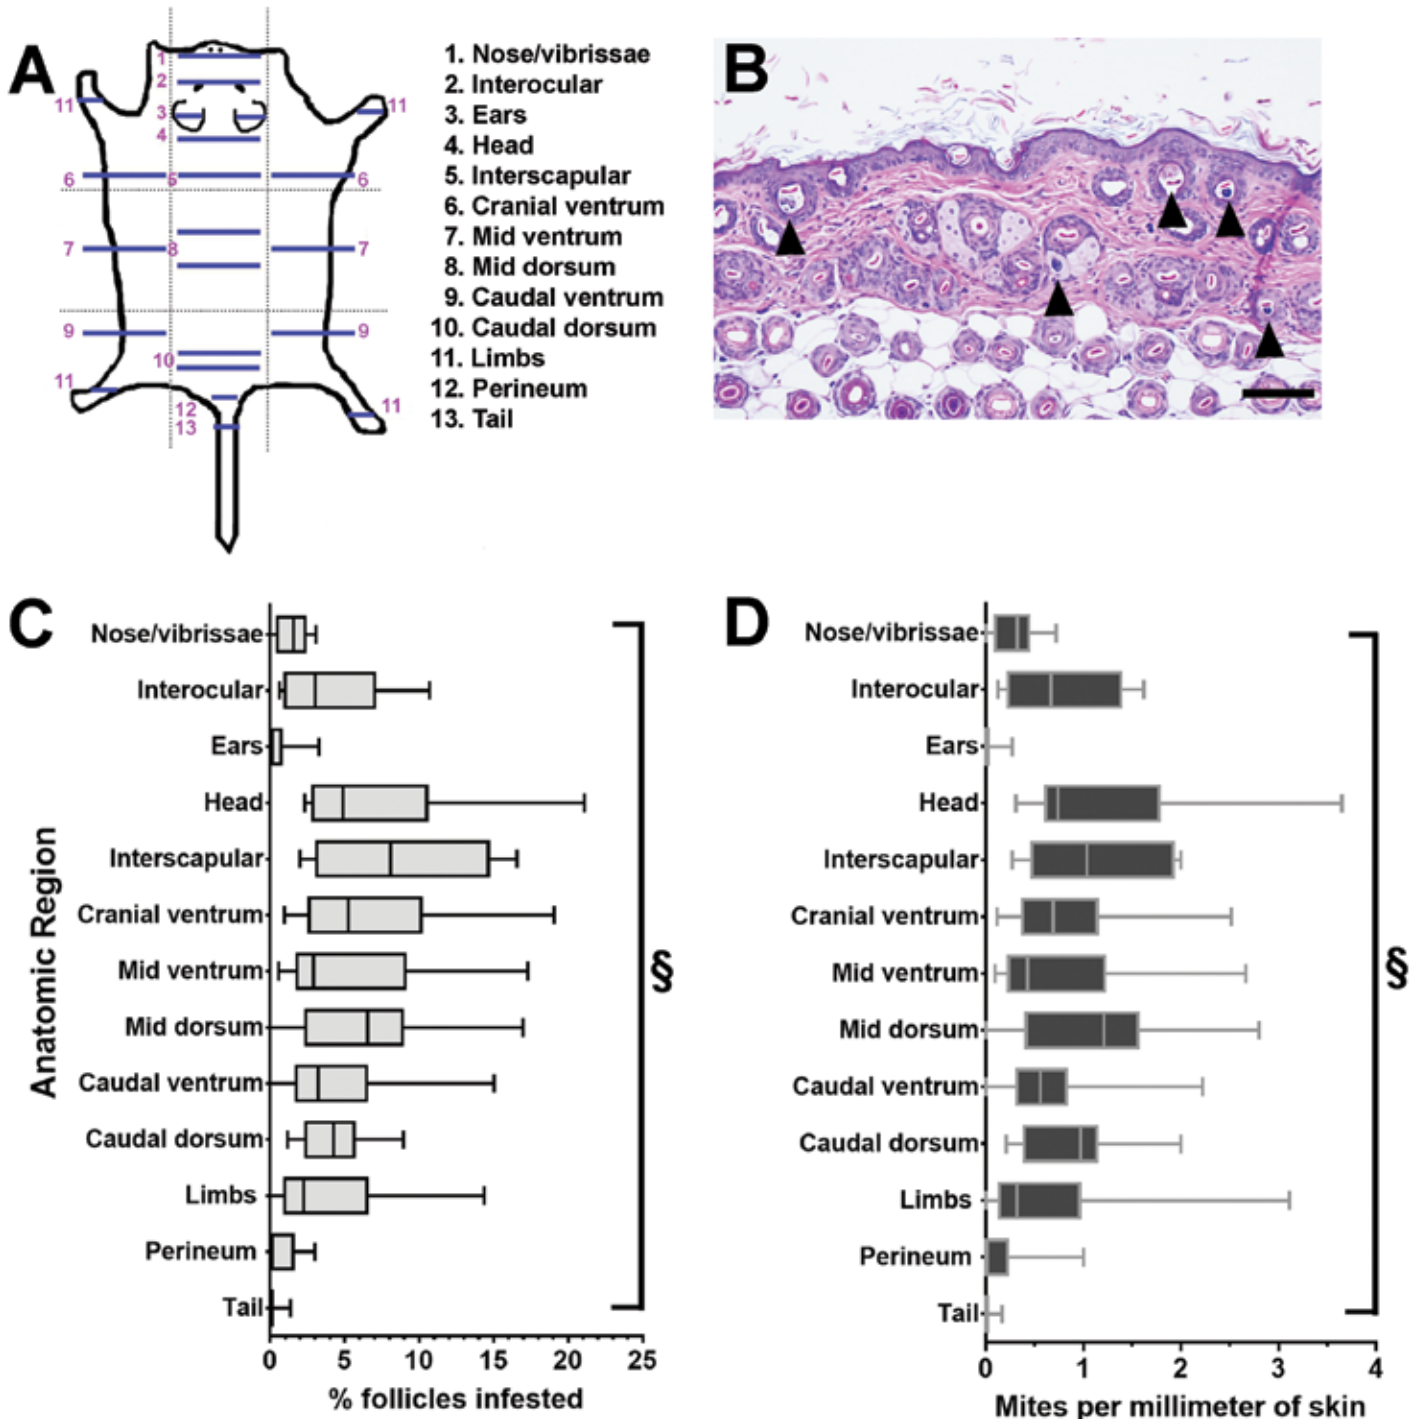 A
1
2
3
4
11
11
6
6
6
7
8
7
9
9
10
11
11
12
13
1. Nose/vibrissae
2. Interocular
3. Ears
4. Head
5. Interscapular
6. Cranial ventrum
7. Mid ventrum
8. Mid dorsum
9. Caudal ventrum
10. Caudal dorsum
11. Limbs
12. Perineum
13. Tail
B
C
Anatomic Region
Nose/vibrissae
Interocular
Ears
Head
Interscapular
Cranial ventrum
Mid ventrum
Mid dorsum
Caudal ventrum
Caudal dorsum
Limbs
Perineum
Tail
§
0 5 10 15 20 25
% follicles infested
D
Nose/vibrissae
Interocular
Ears
Head
Interscapular
Cranial ventrum
Mid ventrum
Mid dorsum
Caudal ventrum
Caudal dorsum
Limbs
Perineum
Tail
§
0 1 2 3 4
Mites per millimeter of skin